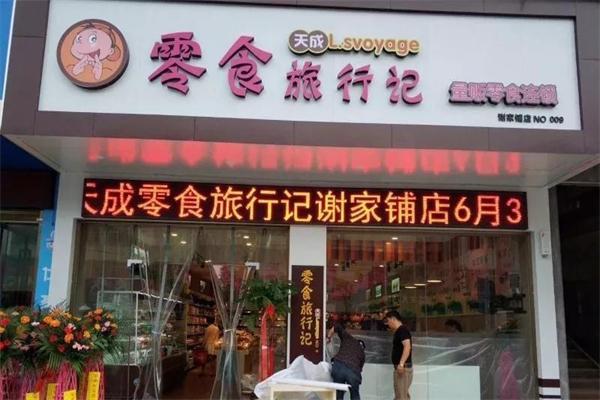 天成 L.svoyage
零食旅行记
量贩零食连锁
谢家铺店 NO 009
天成零食旅行记谢家铺店6月3
零食旅行记